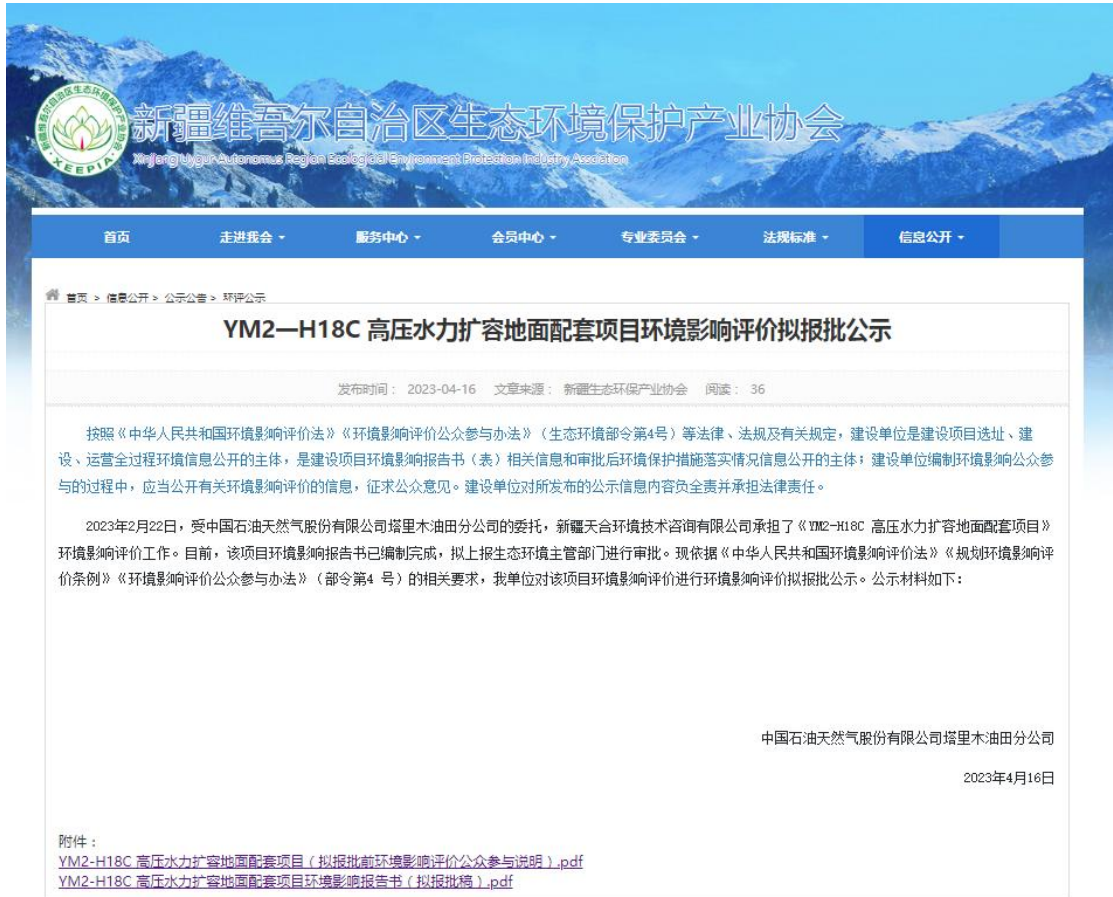 新疆维吾尔自治区生态环境保护产业协会
XEEPIA
首页 走进我会 服务中心 会员中心 专业委员会 法规标准 信息公开
首页 > 信息公开 > 公示公告 > 环评公示
YM2—H18C 高压水力扩容地面配套项目环境影响评价拟报批公示
发布时间： 2023-04-16 文章来源： 新疆生态环保产业协会 阅读： 36
按照《中华人民共和国环境影响评价法》《环境影响评价公众参与办法》（生态环境部令第4号）等法律、法规及有关规定，建设单位是建设项目选址、建
设、运营全过程环境信息公开的主体，是建设项目环境影响报告书（表）相关信息和审批后环境保护措施落实情况信息公开的主体；建设单位编制环境影响公众参
与的过程中，应当公开有关环境影响评价的信息，征求公众意见。建设单位对所发布的公示信息内容负全责并承担法律责任。
2023年2月22日，受中国石油天然气股份有限公司塔里木油田分公司的委托，新疆天合环境技术咨询有限公司承担了《YM2-H18C 高压水力扩容地面配套项目》
环境影响评价工作。目前，该项目环境影响报告书已编制完成，拟上报生态环境主管部门进行审批。现依据《中华人民共和国环境影响评价法》《规划环境影响评
价条例》《环境影响评价公众参与办法》（部令第4 号）的相关要求，我单位对该项目环境影响评价进行环境影响评价拟报批公示。公示材料如下：
中国石油天然气股份有限公司塔里木油田分公司
2023年4月16日
附件：
YM2-H18C 高压水力扩容地面配套项目（拟报批前环境影响评价公众参与说明）.pdf
YM2-H18C 高压水力扩容地面配套项目环境影响报告书（拟报批稿）.pdf